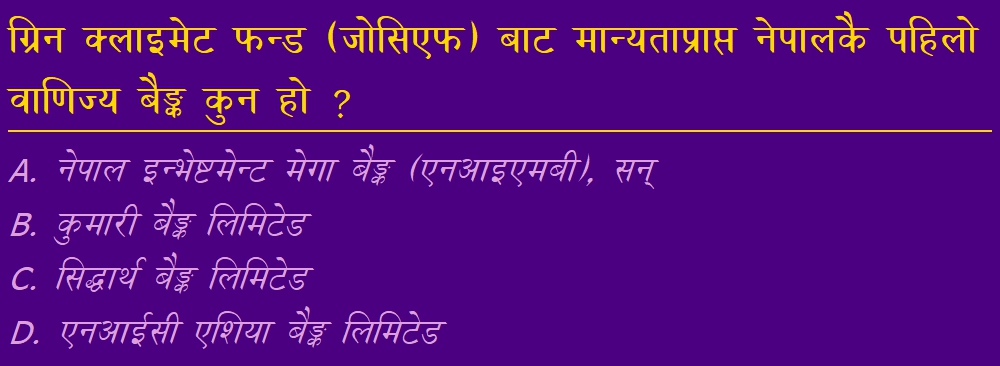 ग्रिन क्लाइमेट फन्ड (जोसिएफ) बाट मान्यताप्राप्त नेपालकै पहिलो
वाणिज्य बैङ्क कुन हो ?
A. नेपाल इन्भेष्टमेन्ट मेगा बैङ्क (एनआइएमबी), सन्
B. कुमारी बैङ्क लिमिटेड
C. सिद्धार्थ बैङ्क लिमिटेड
D. एनआईसी एशिया बैङ्क लिमिटेड